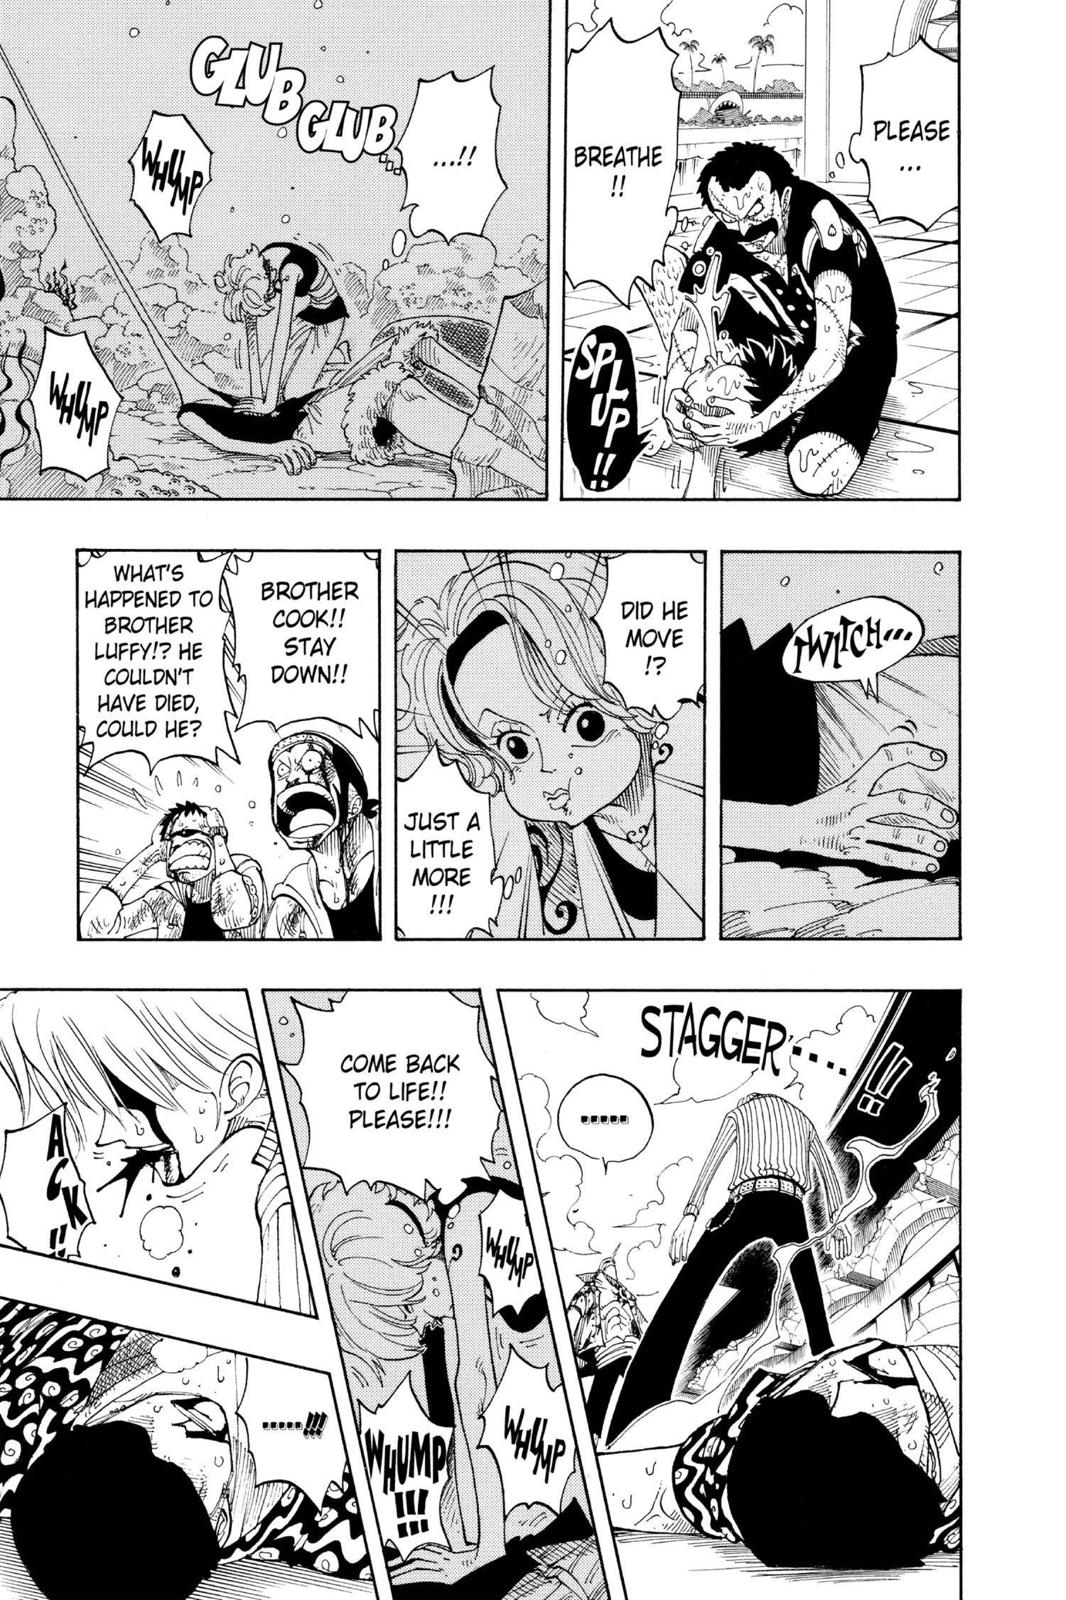 PLEASE
...
BREATHE
!!
SPLUP!!
...!!
GLUB
GLUB
WHUMP
WHUMP
TWITCH...
DID HE
MOVE
!?
JUST A
LITTLE
MORE
!!!
BROTHER
COOK!!
STAY
DOWN!!
WHAT'S
HAPPENED TO
BROTHER
LUFFY!? HE
COULDN'T
HAVE DIED,
COULD HE?
STAGGER.....!!
.....
COME BACK
TO LIFE!!
PLEASE!!!
WHUMP
WHUMP
WHUMP!!!
ACK!!
.....!!!